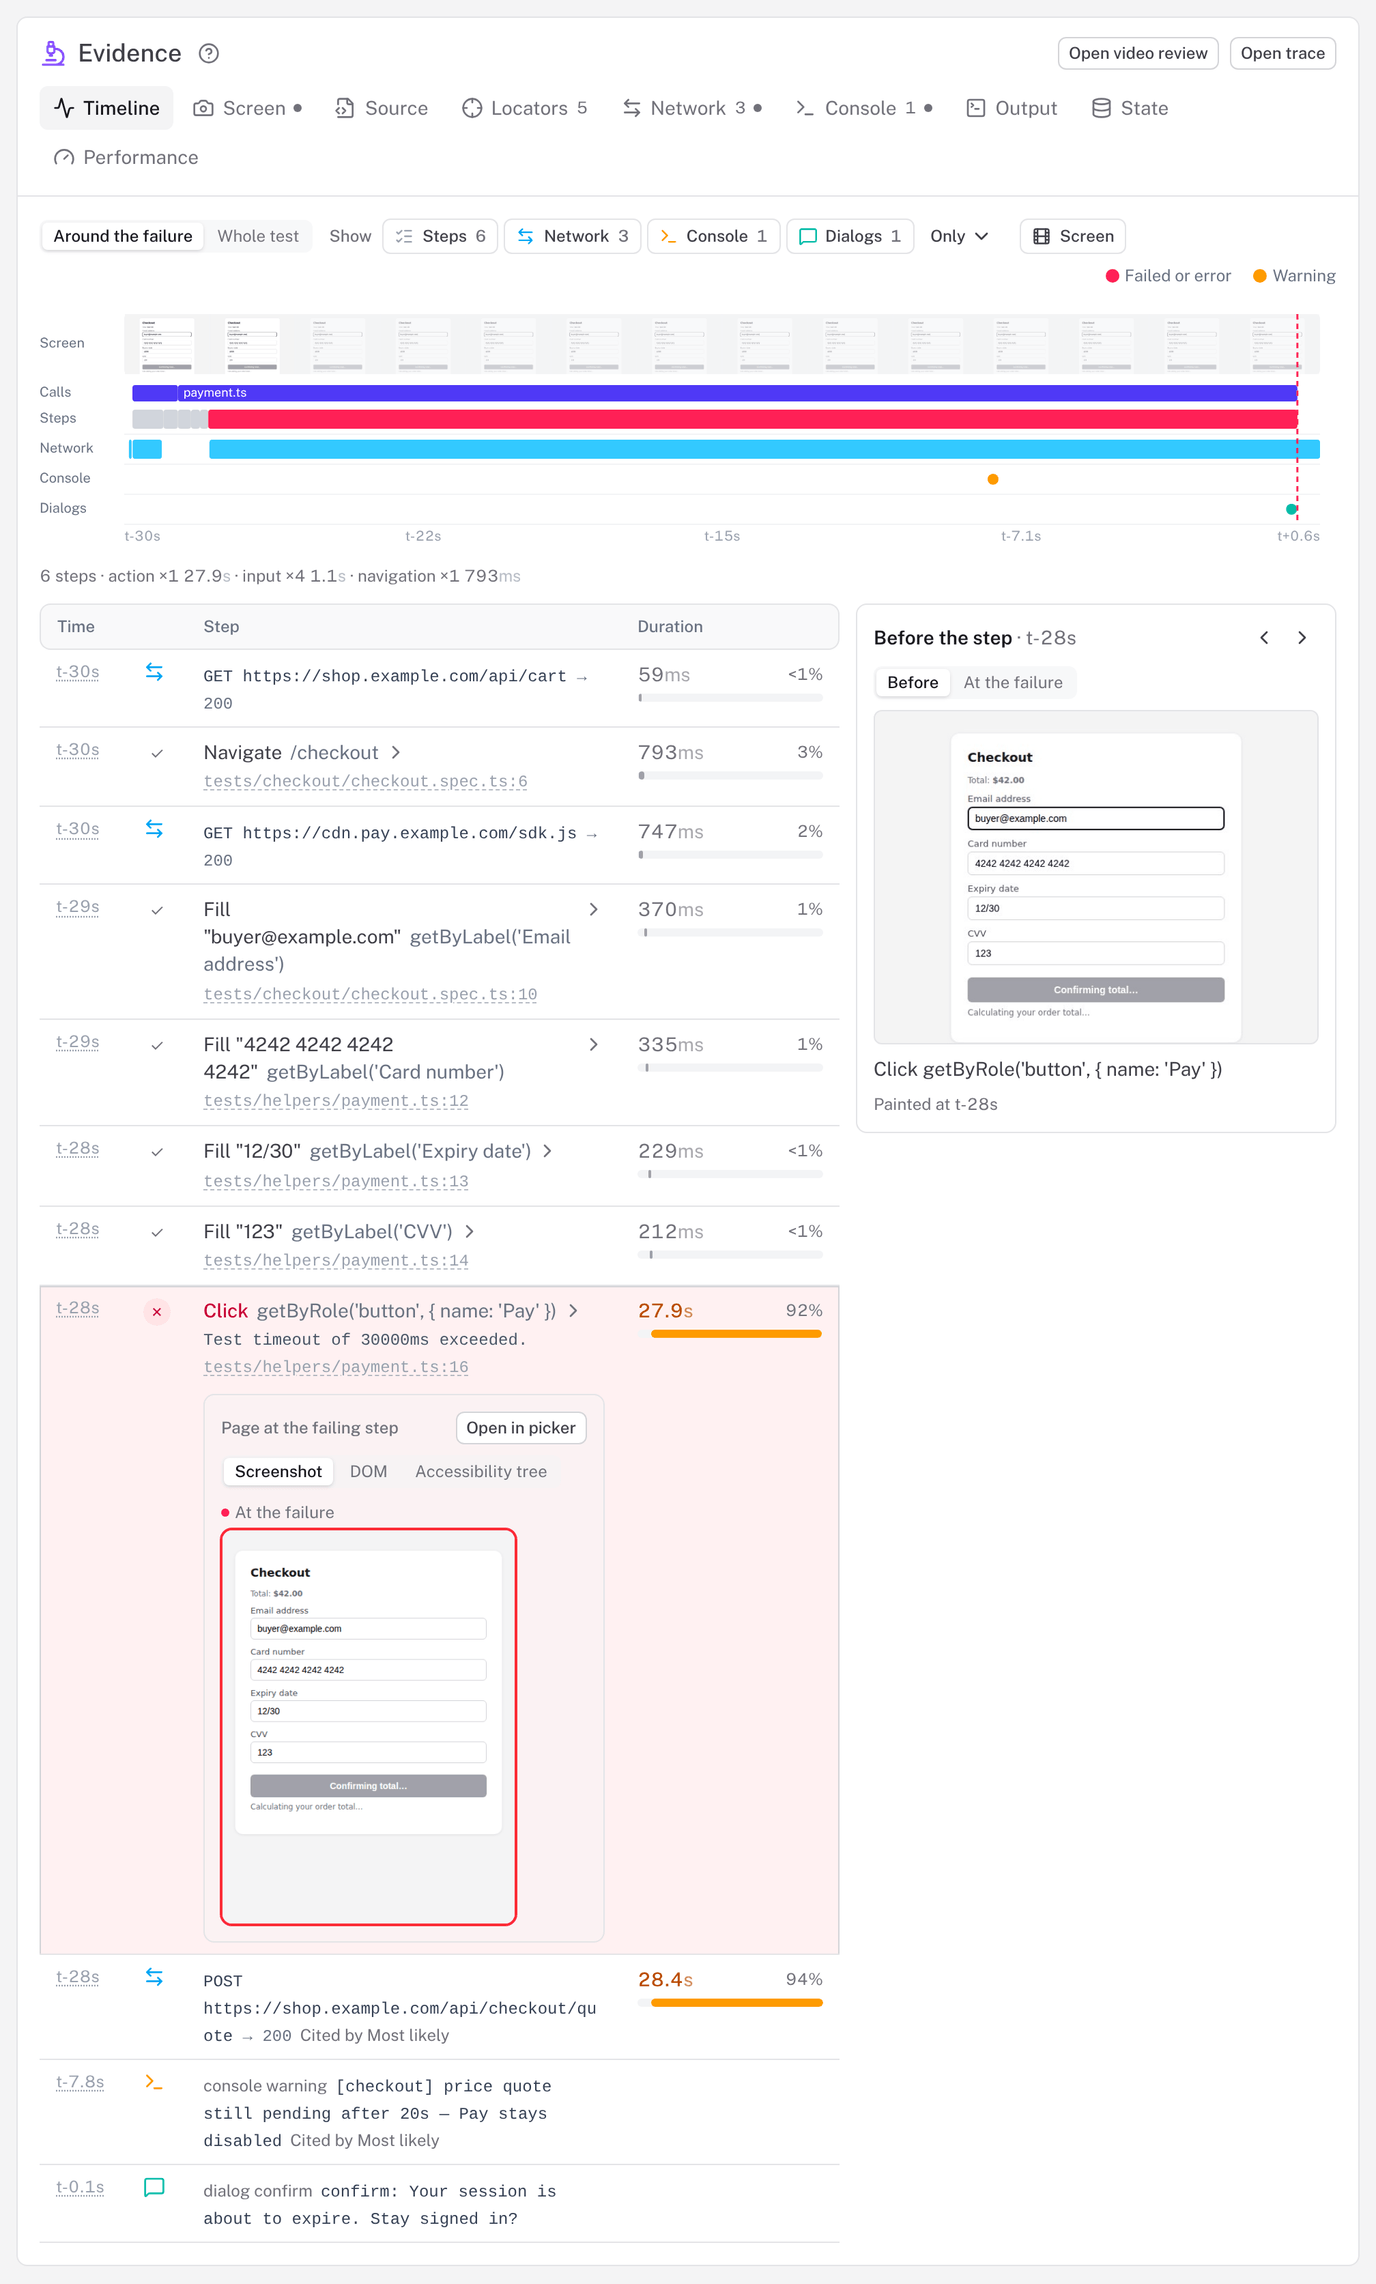 Evidence
Open video review
Open trace
Timeline
Screen
Source
Locators 5
Network 3
Console 1
Output
State
Performance
Around the failure
Whole test
Show
Steps 6
Network 3
Console 1
Dialogs 1
Only
Screen
Failed or error
Warning
Screen
Calls
payment.ts
Steps
Network
Console
Dialogs
t-30s
t-22s
t-15s
t-7.1s
t+0.6s
6 steps · action ×1 27.9s · input ×4 1.1s · navigation ×1 793ms
Time
Step
Duration
t-30s
GET https://shop.example.com/api/cart →
200
59ms
<1%
t-30s
Navigate /checkout
tests/checkout/checkout.spec.ts:6
793ms
3%
t-30s
GET https://cdn.pay.example.com/sdk.js →
200
747ms
2%
t-29s
Fill
"buyer@example.com" getByLabel('Email
address')
tests/checkout/checkout.spec.ts:10
370ms
1%
t-29s
Fill "4242 4242 4242
4242" getByLabel('Card number')
tests/helpers/payment.ts:12
335ms
1%
t-28s
Fill "12/30" getByLabel('Expiry date')
tests/helpers/payment.ts:13
229ms
<1%
t-28s
Fill "123" getByLabel('CVV')
tests/helpers/payment.ts:14
212ms
<1%
t-28s
Click getByRole('button', { name: 'Pay' })
Test timeout of 30000ms exceeded.
tests/helpers/payment.ts:16
27.9s
92%
Page at the failing step
Open in picker
Screenshot
DOM
Accessibility tree
At the failure
Checkout
Total: $42.00
Email address
buyer@example.com
Card number
4242 4242 4242 4242
Expiry date
12/30
CVV
123
Confirming total...
Calculating your order total...
t-28s
POST
https://shop.example.com/api/checkout/qu
ote → 200 Cited by Most likely
28.4s
94%
t-7.8s
console warning [checkout] price quote
still pending after 20s — Pay stays
disabled Cited by Most likely
t-0.1s
dialog confirm confirm: Your session is
about to expire. Stay signed in?
Before the step · t-28s
Before
At the failure
Checkout
Total: $42.00
Email address
buyer@example.com
Card number
4242 4242 4242 4242
Expiry date
12/30
CVV
123
Confirming total...
Calculating your order total...
Click getByRole('button', { name: 'Pay' })
Painted at t-28s